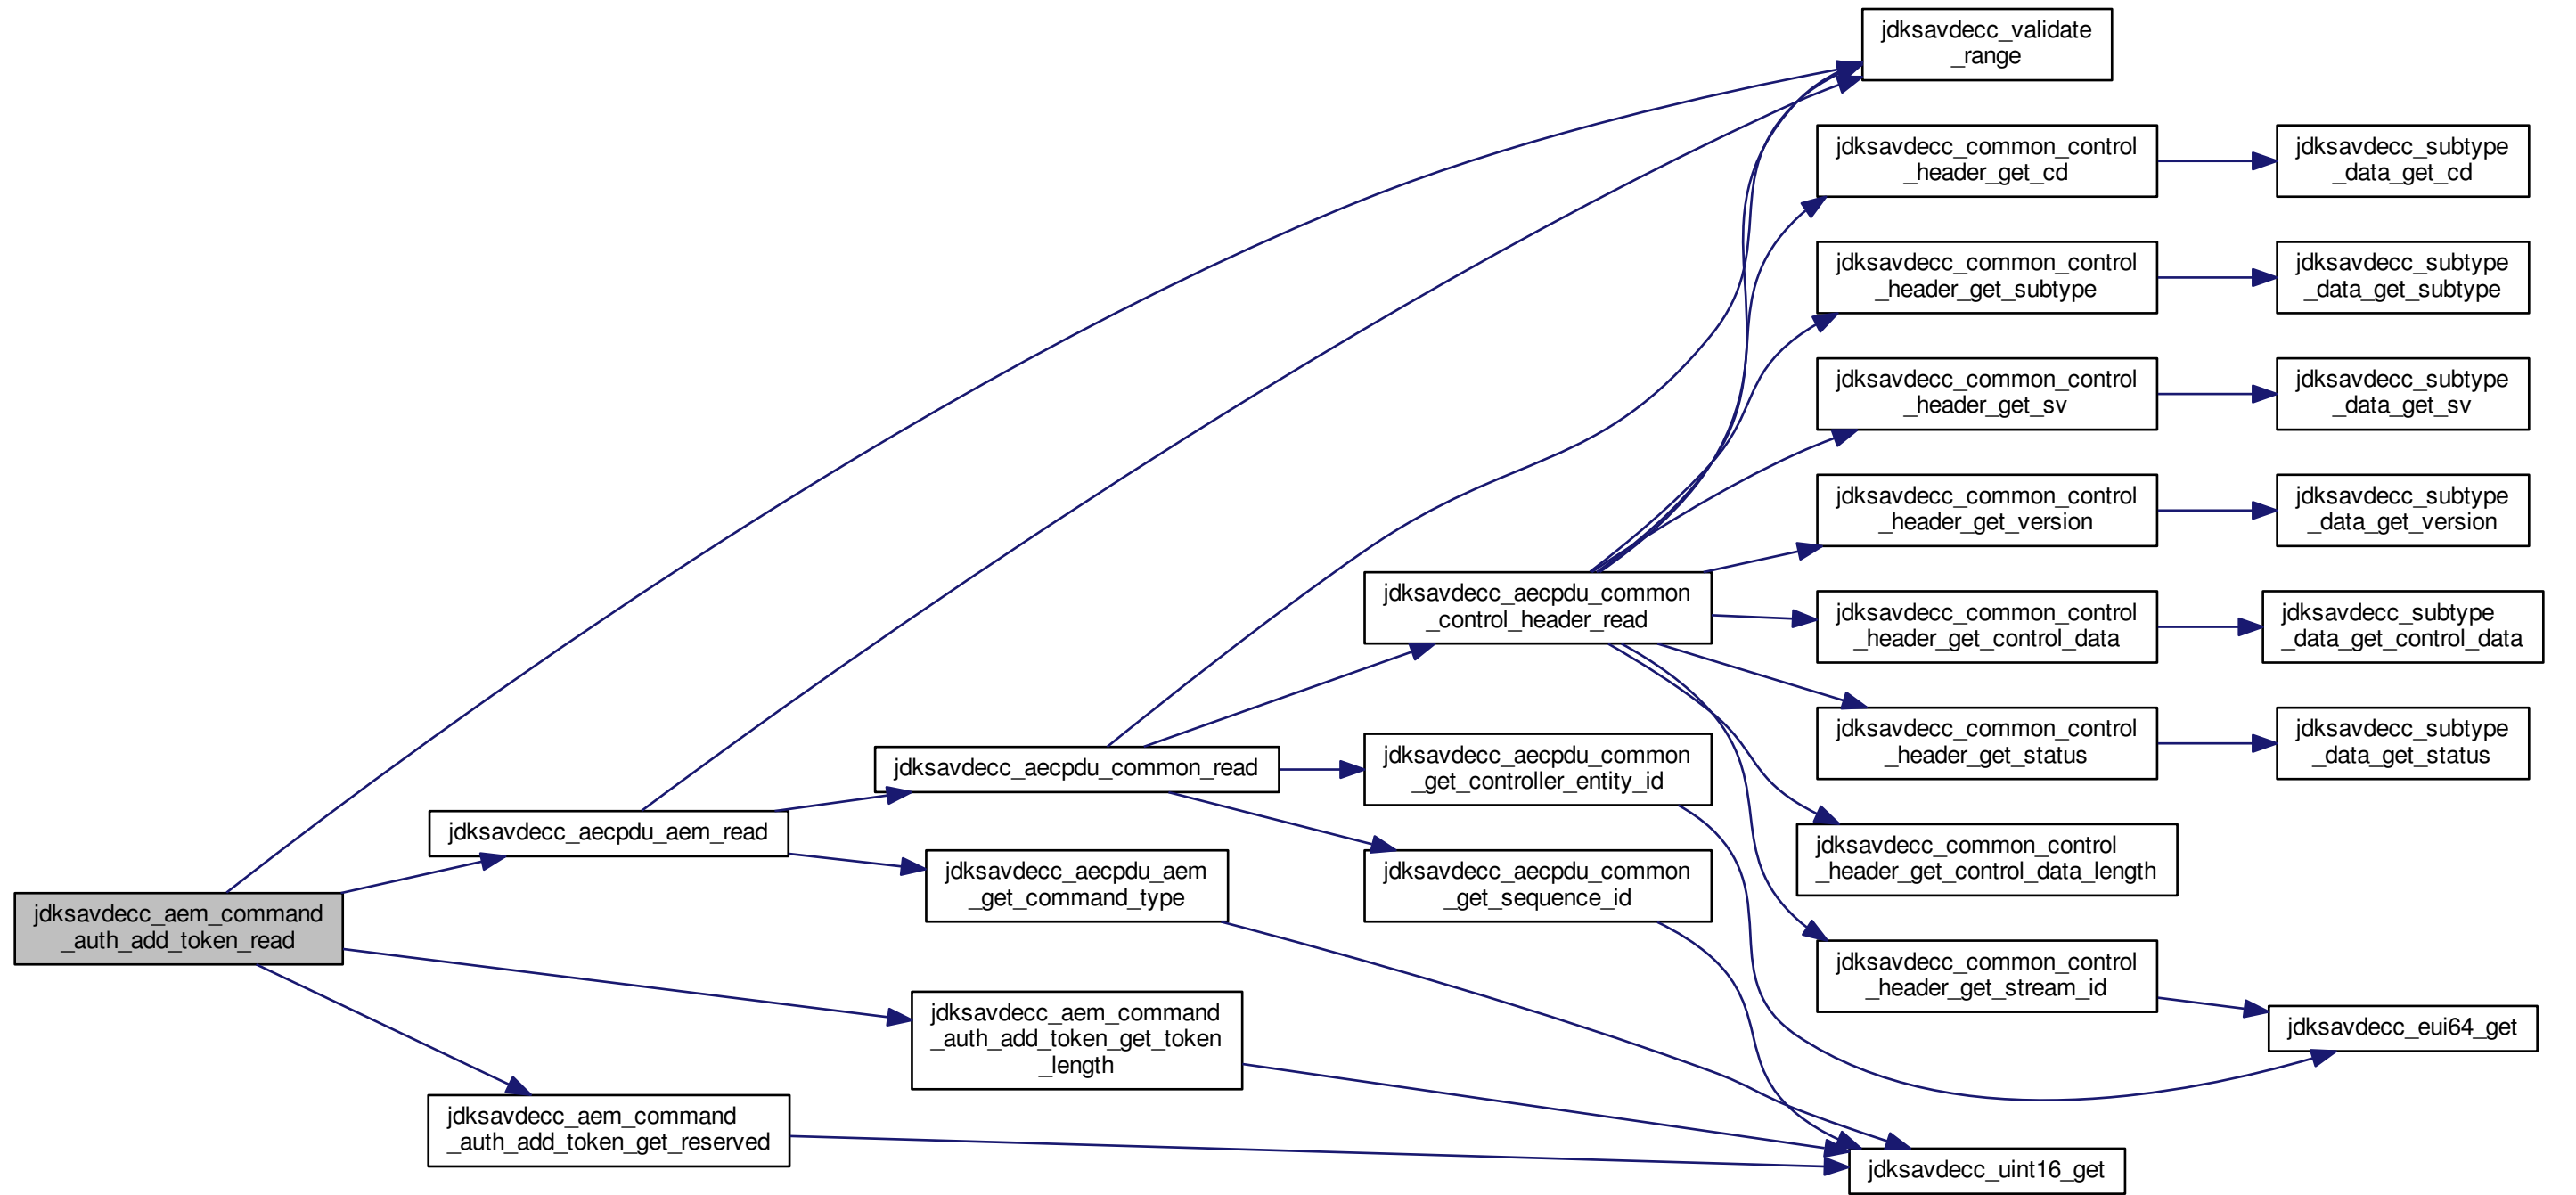 jdksavdecc_aem_command
_auth_add_token_read
jdksavdecc_aecpdu_aem_read
jdksavdecc_aem_command
_auth_add_token_get_reserved
jdksavdecc_aecpdu_common_read
jdksavdecc_aecpdu_aem
_get_command_type
jdksavdecc_aem_command
_auth_add_token_get_token
_length
jdksavdecc_aecpdu_common
_control_header_read
jdksavdecc_aecpdu_common
_get_controller_entity_id
jdksavdecc_aecpdu_common
_get_sequence_id
jdksavdecc_validate
_range
jdksavdecc_common_control
_header_get_cd
jdksavdecc_common_control
_header_get_subtype
jdksavdecc_common_control
_header_get_sv
jdksavdecc_common_control
_header_get_version
jdksavdecc_common_control
_header_get_control_data
jdksavdecc_common_control
_header_get_status
jdksavdecc_common_control
_header_get_control_data_length
jdksavdecc_common_control
_header_get_stream_id
jdksavdecc_uint16_get
jdksavdecc_subtype
_data_get_cd
jdksavdecc_subtype
_data_get_subtype
jdksavdecc_subtype
_data_get_sv
jdksavdecc_subtype
_data_get_version
jdksavdecc_subtype
_data_get_control_data
jdksavdecc_subtype
_data_get_status
jdksavdecc_eui64_get